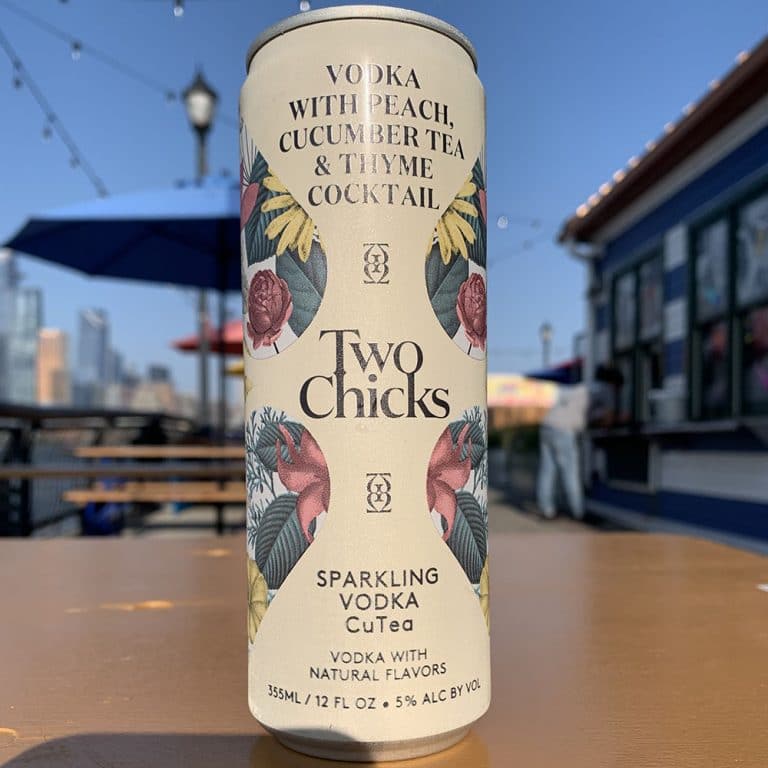 VODKA
WITH PEACH,
CUCUMBER TEA
& THYME
COCKTAIL
Two
Chicks
SPARKLING
VODKA
CuTea
VODKA WITH
NATURAL FLAVORS
355ML / 12 FL OZ • 5% ALC BY VOL